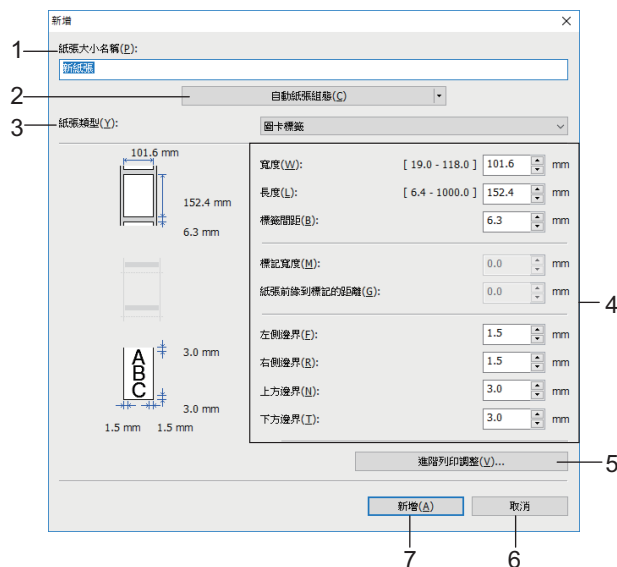 新增
1 紙張大小名稱(P):
新紙張
2 自動紙張組態(C)
3 紙張類型(Y): 圖卡標籤
101.6 mm
寬度(W): [ 19.0 - 118.0 ] 101.6 mm
152.4 mm
長度(L): [ 6.4 - 1000.0 ] 152.4 mm
6.3 mm
標籤間距(B): 6.3 mm
標記寬度(M): 0.0 mm
紙張前緣到標記的距離(G): 0.0 mm
4
左側邊界(F): 1.5 mm
A
B
C
3.0 mm
右側邊界(R): 1.5 mm
上方邊界(N): 3.0 mm
3.0 mm
下方邊界(T): 3.0 mm
1.5 mm 1.5 mm
進階列印調整(V)... 5
新增(A) 取消
7 6